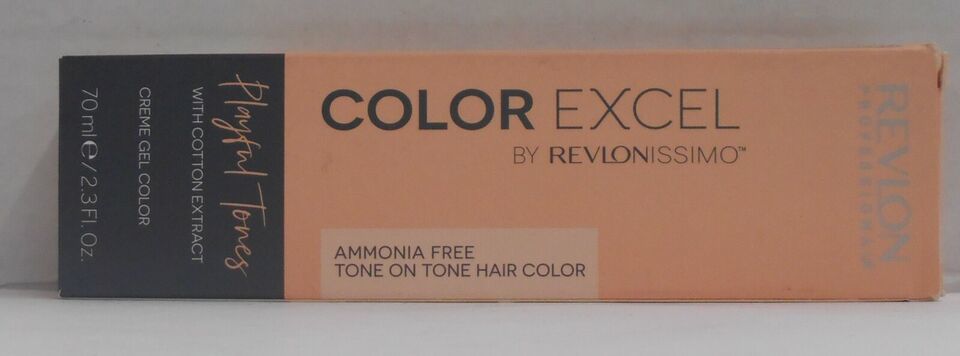 Playful Tones
WITH COTTON EXTRACT
CREME GEL COLOR
70 ml ℮ / 2.3 Fl. Oz.
COLOR EXCEL
BY REVLONISSIMO™
AMMONIA FREE
TONE ON TONE HAIR COLOR
REVLON
PROFESSIONAL